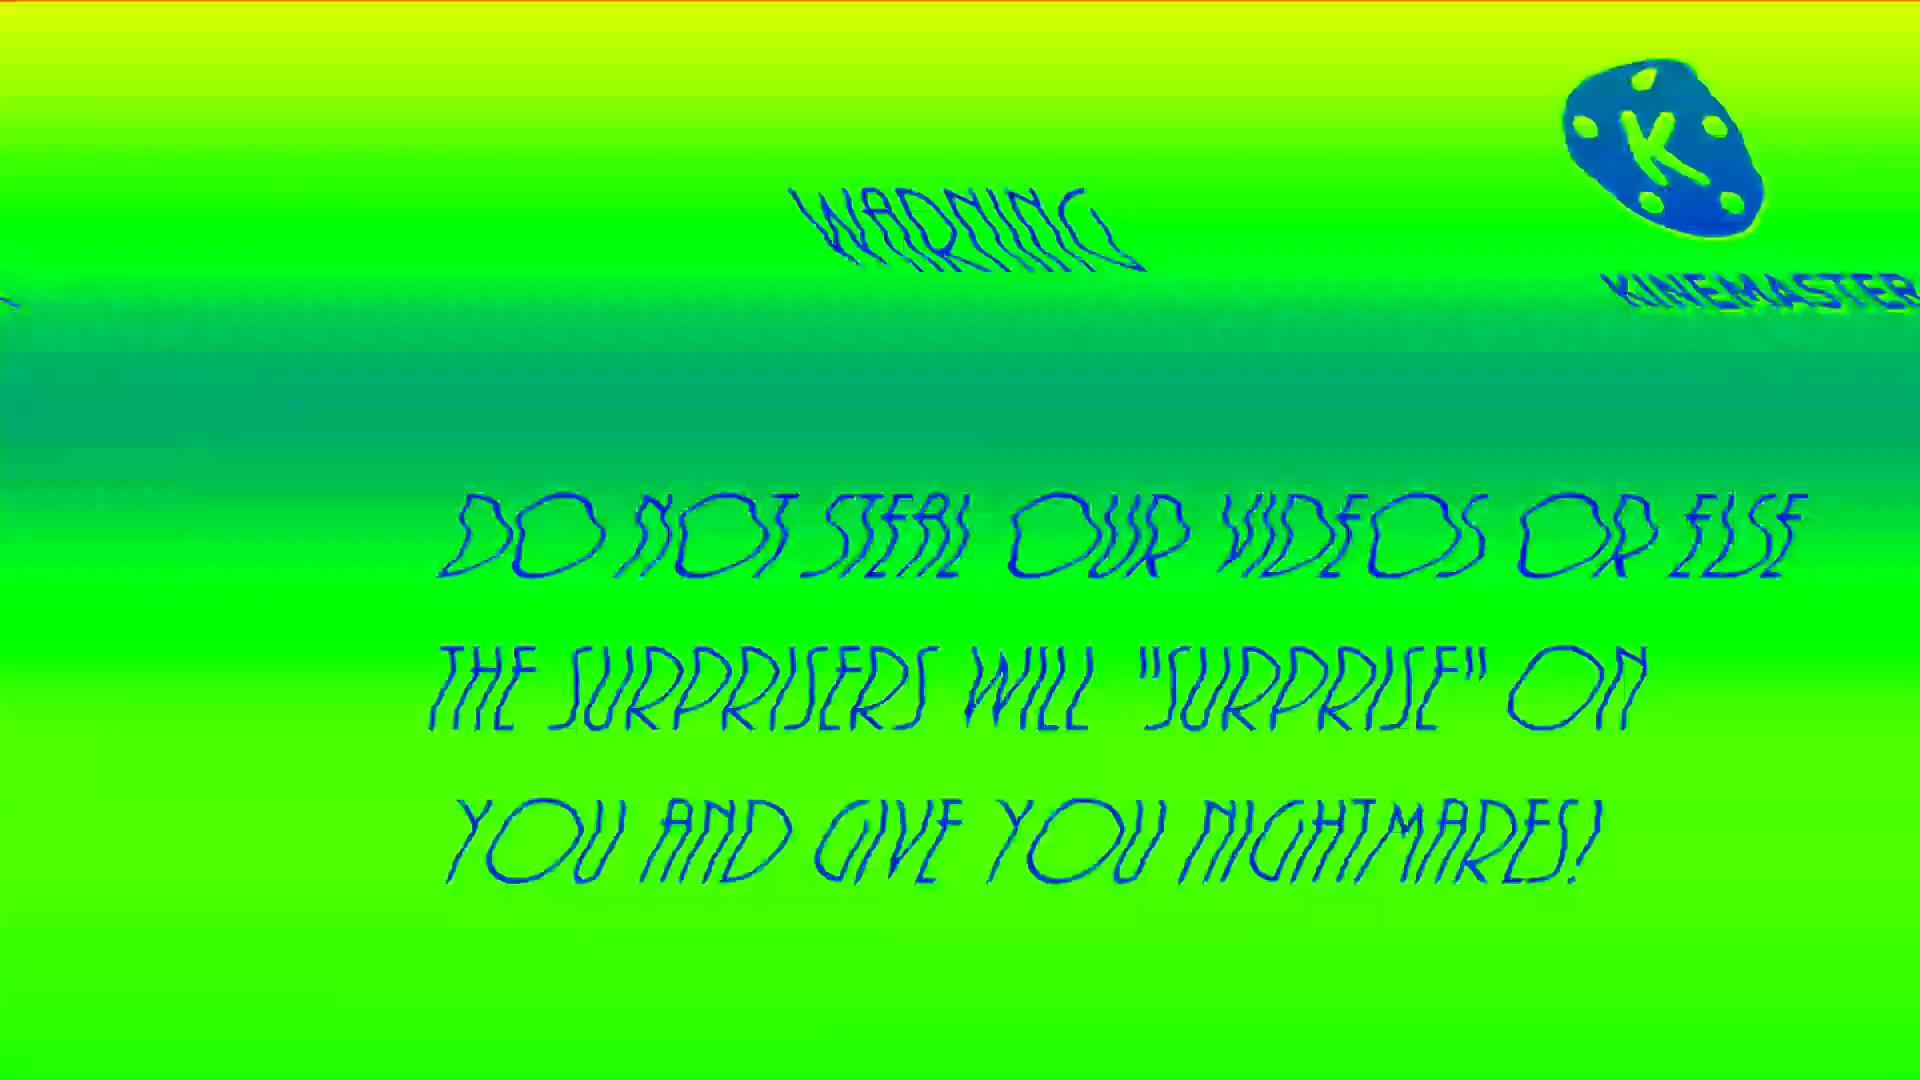 K
WARNING
KINEMASTER
DO NOT STEAL OUR VIDEOS OR ELSE
THE SURPRISERS WILL "SURPRISE" ON
YOU AND GIVE YOU NIGHTMARES!